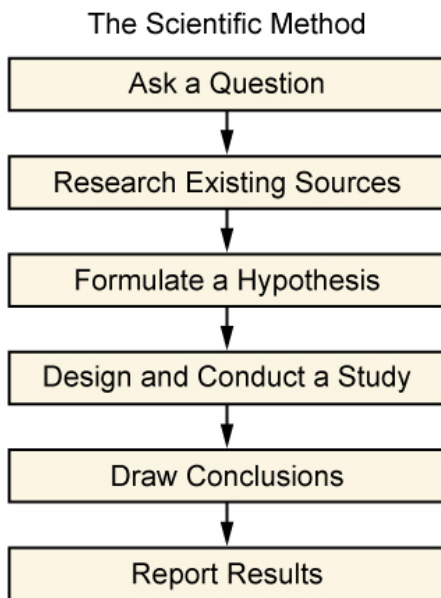 The Scientific Method
Ask a Question
Research Existing Sources
Formulate a Hypothesis
Design and Conduct a Study
Draw Conclusions
Report Results